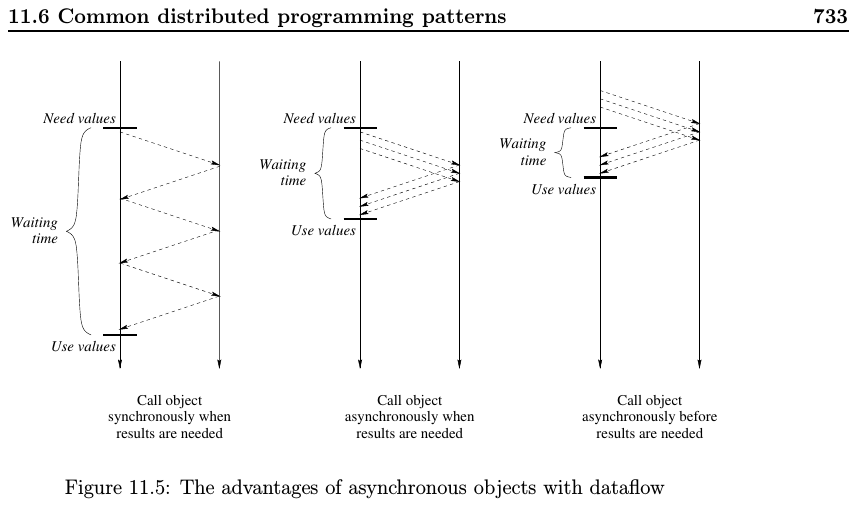 11.6 Common distributed programming patterns 733
Need values
Waiting
time
Use values
Call object
synchronously when
results are needed
Need values
Waiting
time
Use values
Call object
asynchronously when
results are needed
Need values
Waiting
time
Use values
Call object
asynchronously before
results are needed
Figure 11.5: The advantages of asynchronous objects with dataflow